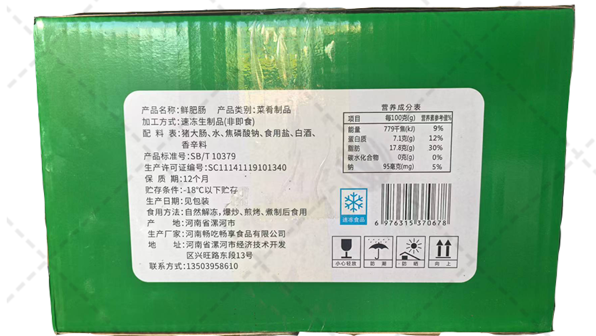 产品名称:鲜肥肠 产品类别:菜肴制品
加工方式:速冻生制品(非即食)
配 料 表:猪大肠、水、焦磷酸钠、食用盐、白酒、
香辛料
产品标准号:SB/T 10379
生产许可证编号:SC11141119101340
保 质 期:12个月
贮存条件:-18℃以下贮存
生产日期:见包装
食用方法:自然解冻，爆炒、煎烤、煮制后食用
产 地:河南省漯河市
生产厂家:河南畅吃畅享食品有限公司
地 址:河南省漯河市经济技术开发
区兴旺路东段13号
联系方式:13503958610
营养成分表
项目 每100克(g) 营养素参考值%
能量 779千焦(kJ) 9%
蛋白质 7.1克(g) 12%
脂肪 17.8克(g) 30%
碳水化合物 0克(g) 0%
钠 95毫克(mg) 5%
速冻食品
6 976315 370678
小心轻放 防 潮 防 晒 向 上